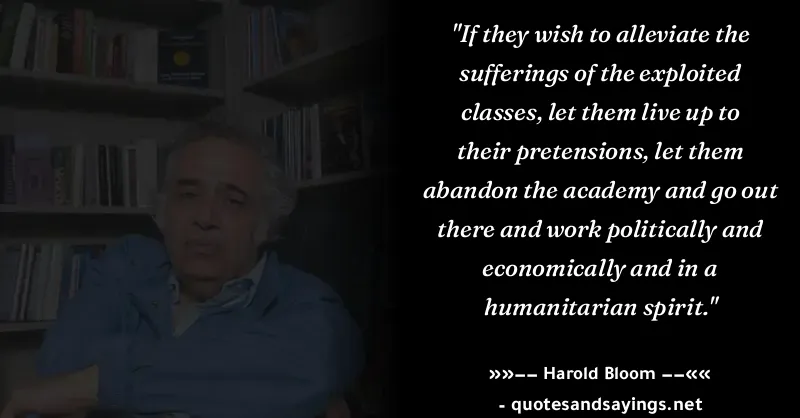 "If they wish to alleviate the
sufferings of the exploited
classes, let them live up to
their pretensions, let them
abandon the academy and go out
there and work politically and
economically and in a
humanitarian spirit."
»»−− Harold Bloom −−««
- quotesandsayings.net